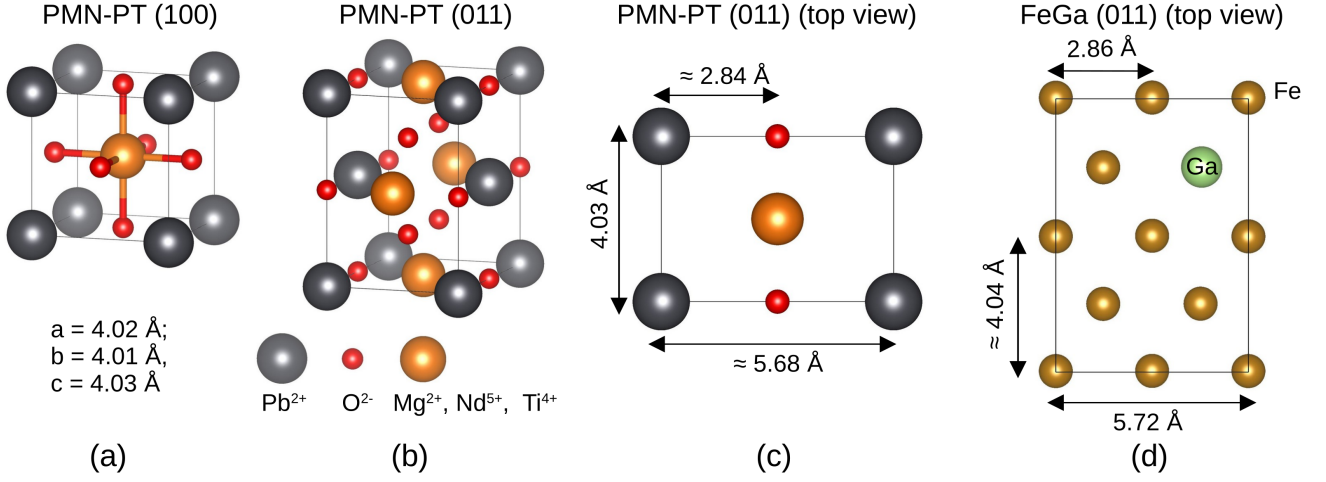 PMN-PT (100)
PMN-PT (011)
PMN-PT (011) (top view)
FeGa (011) (top view)
2.86 Å
≈ 2.84 Å
Fe
Ga
4.03 Å
≈ 4.04 Å
a = 4.02 Å;
b = 4.01 Å,
c = 4.03 Å
≈ 5.68 Å
Pb²⁺ O²⁻ Mg²⁺, Nd⁵⁺, Ti⁴⁺
5.72 Å
(a)
(b)
(c)
(d)